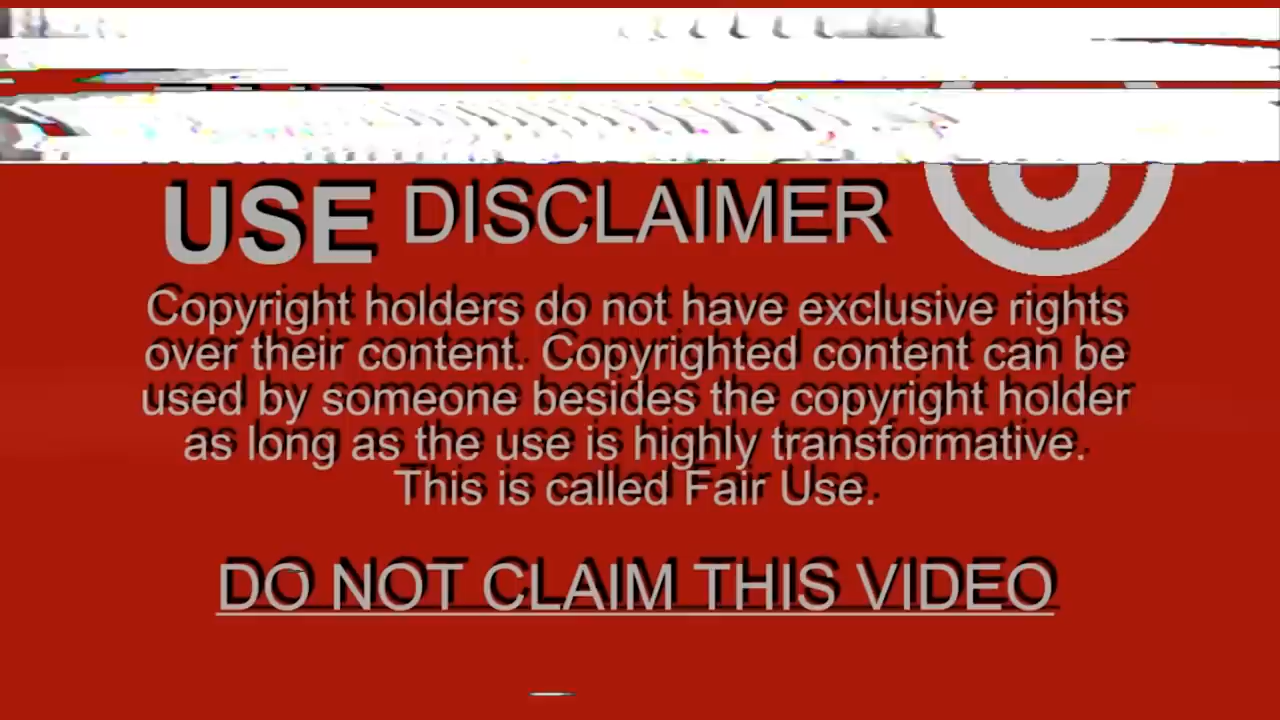 USE DISCLAIMER
Copyright holders do not have exclusive rights
over their content. Copyrighted content can be
used by someone besides the copyright holder
as long as the use is highly transformative.
This is called Fair Use.
DO NOT CLAIM THIS VIDEO